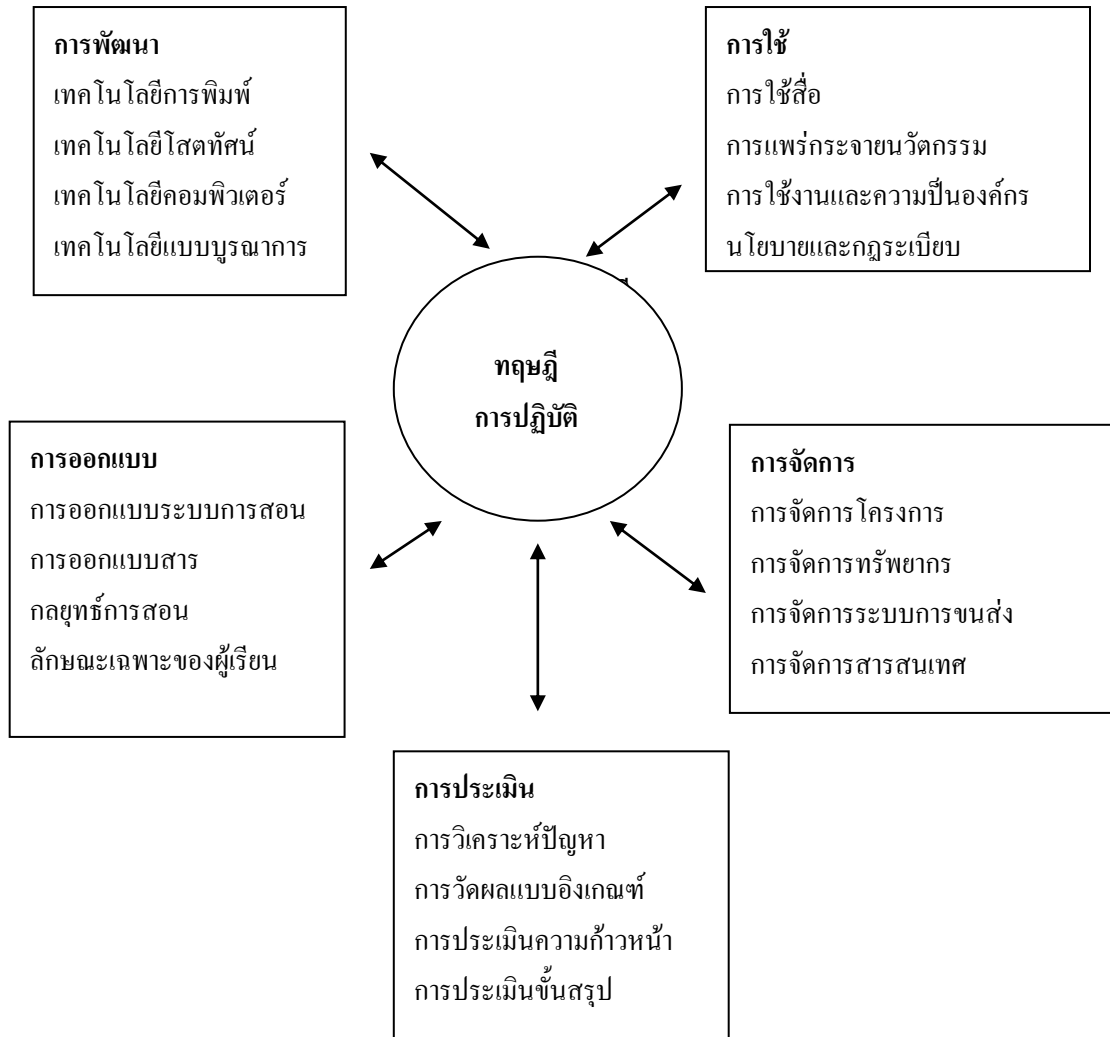 การพัฒนา
เทคโนโลยีการพิมพ์
เทคโนโลยีโสตทัศน์
เทคโนโลยีคอมพิวเตอร์
เทคโนโลยีแบบบูรณาการ
การใช้
การใช้สื่อ
การแพร่กระจายนวัตกรรม
การใช้งานและความป็นองค์กร
นโยบายและกฎระเบียบ
ทฤษฎี
การปฏิบัติ
การออกแบบ
การออกแบบระบบการสอน
การออกแบบสาร
กลยุทธ์การสอน
ลักษณะเฉพาะของผู้เรียน
การจัดการ
การจัดการโครงการ
การจัดการทรัพยากร
การจัดการระบบการขนส่ง
การจัดการสารสนเทศ
การประเมิน
การวิเคราะห์ปัญหา
การวัดผลแบบอิงเกณฑ์
การประเมินความก้าวหน้า
การประเมินขั้นสรุป